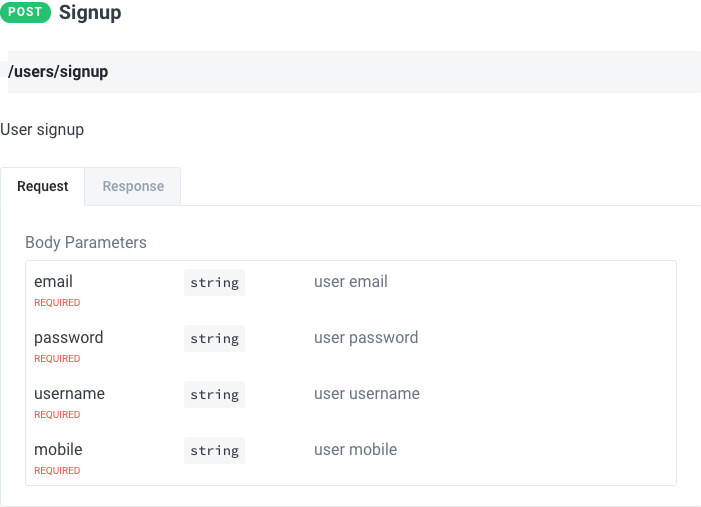 POST Signup
/users/signup
User signup
Request Response
Body Parameters
email string user email
REQUIRED
password string user password
REQUIRED
username string user username
REQUIRED
mobile string user mobile
REQUIRED